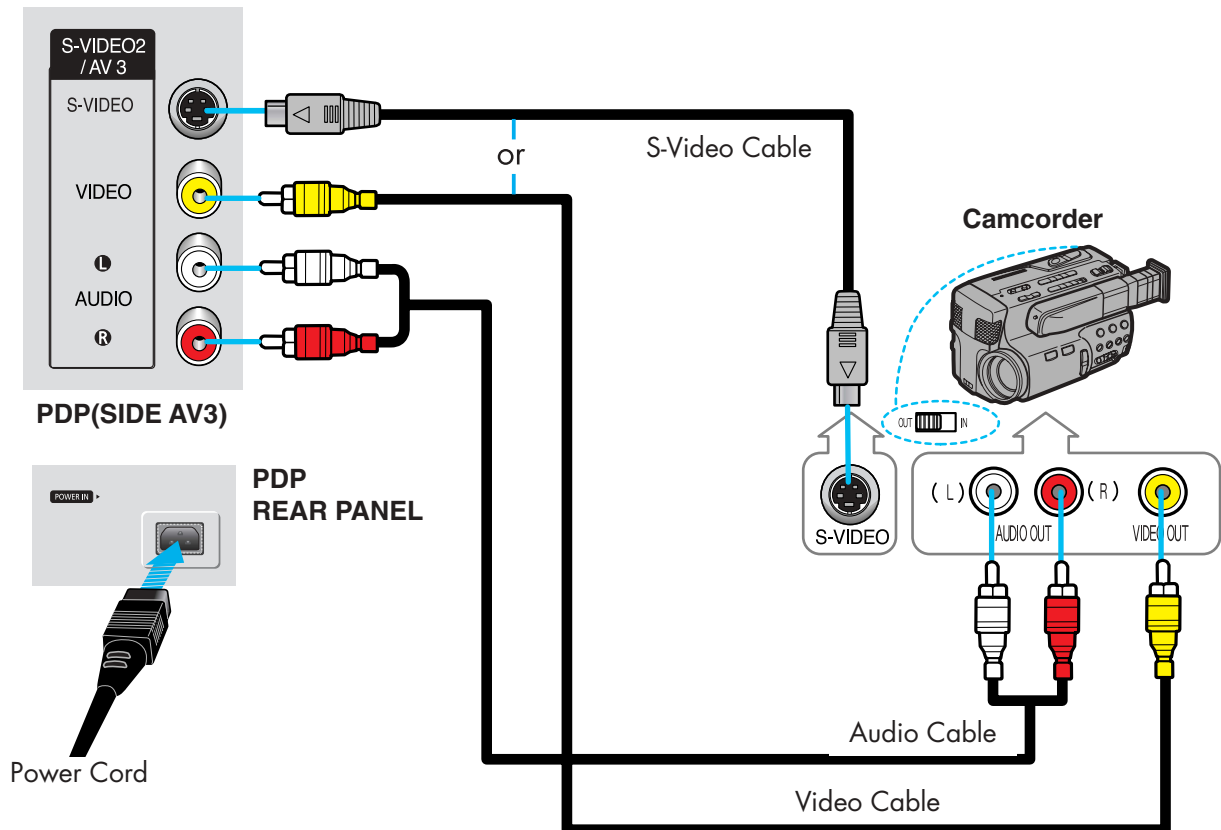 S-VIDEO2
/ AV 3
S-VIDEO
VIDEO
L
AUDIO
R
or
S-Video Cable
Camcorder
PDP(SIDE AV3)
OUT IN
S-VIDEO
( L ) ( R )
AUDIO OUT VIDEO OUT
PDP
REAR PANEL
POWER IN
Power Cord
Audio Cable
Video Cable